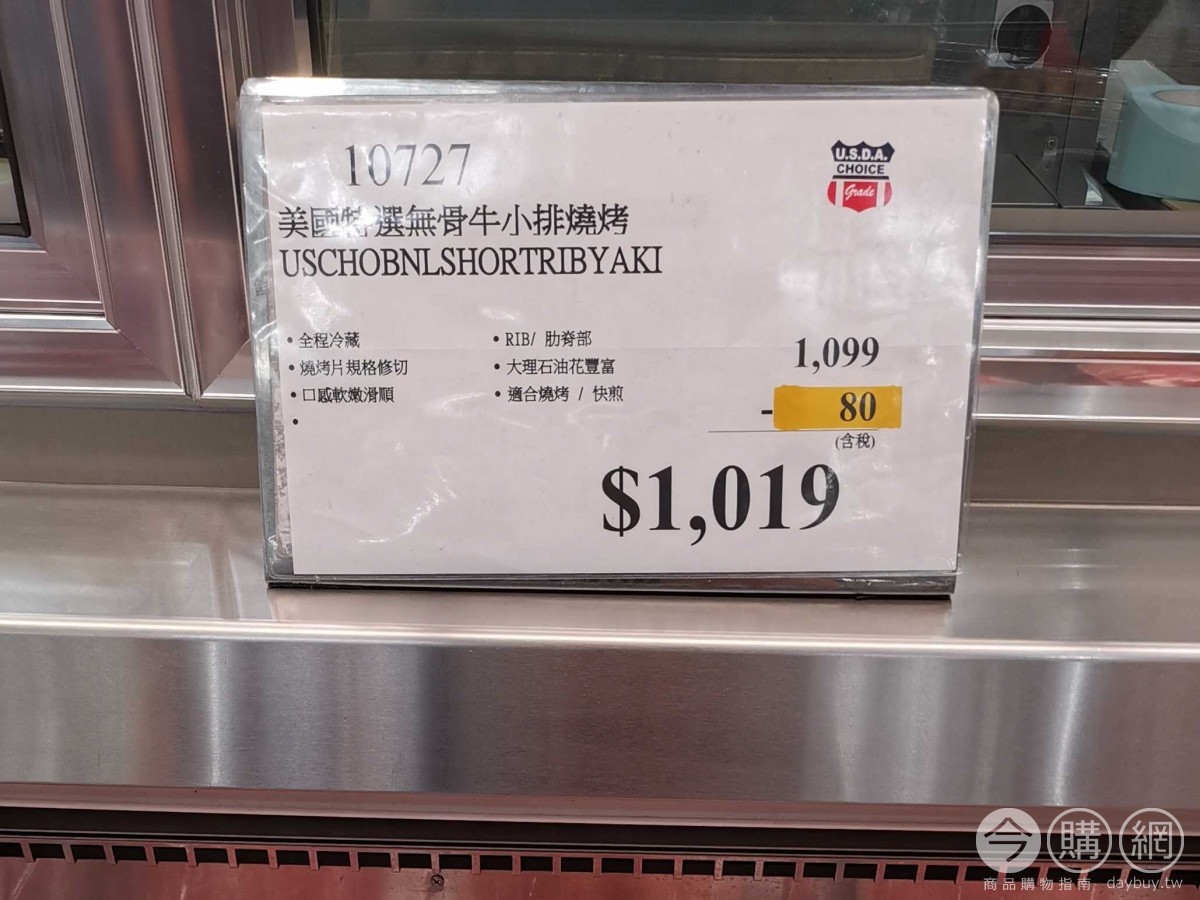 10727
U.S.D.A.
CHOICE
Grade
美國特選無骨牛小排燒烤
USCHOBNLSHORTRIBYAKI
• 全程冷藏
• RIB/ 肋脊部
• 燒烤片規格修切
• 大理石油花豐富
• 口感軟嫩滑順
• 適合燒烤 / 快煎
•
1,099
- 80
(含稅)
$1,019
今購網
商品購物指南 daybuy.tw